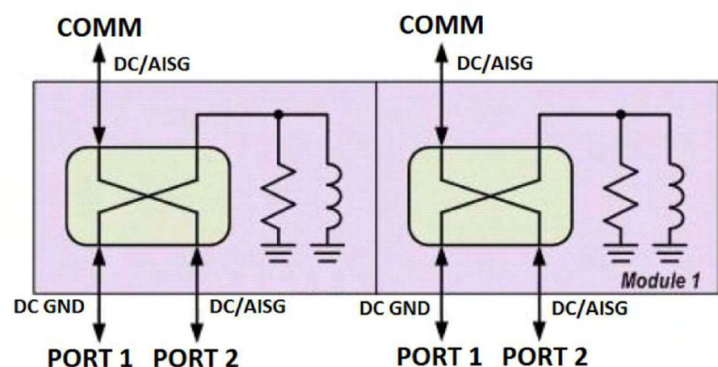 COMM COMM
DC/AISG DC/AISG
Module 1
DC GND DC/AISG DC GND DC/AISG
PORT 1 PORT 2 PORT 1 PORT 2